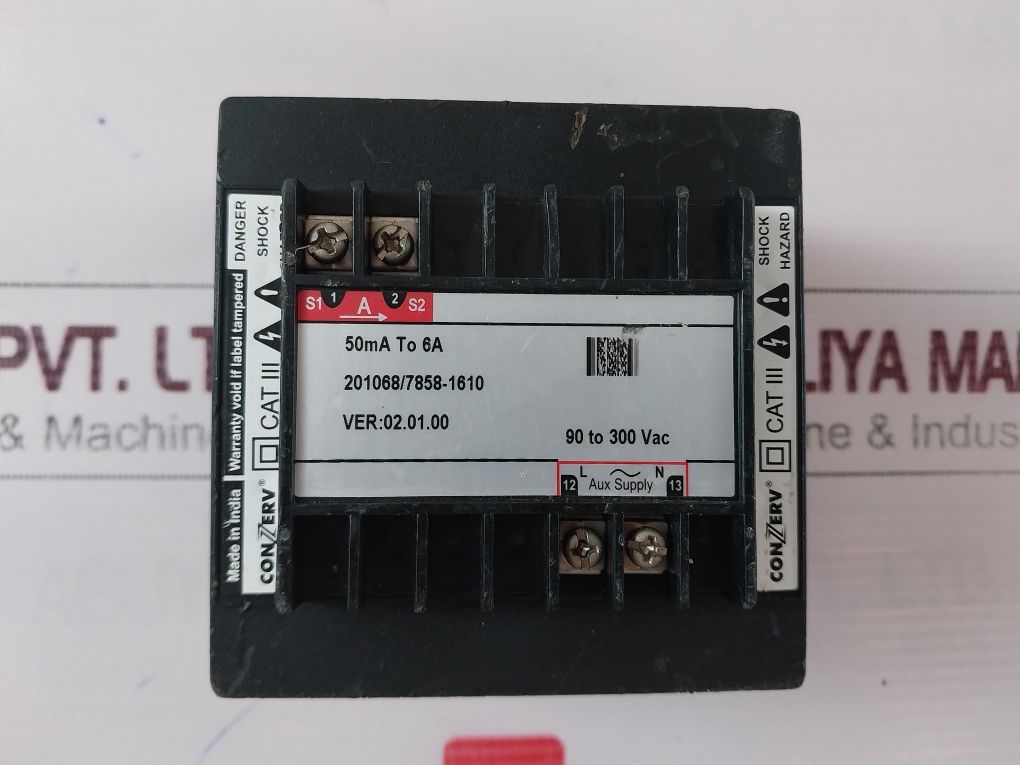 DANGER
SHOCK
Made in India | Warranty void if label tampered
CONZERV® CAT III
S1 1 A 2 S2
50mA To 6A
201068/7858-1610
VER:02.01.00
90 to 300 Vac
L N
12 Aux Supply 13
SHOCK
HAZARD
CONZERV® CAT III
PVT. LT
& Machin
LIYA MA
ne & Indus